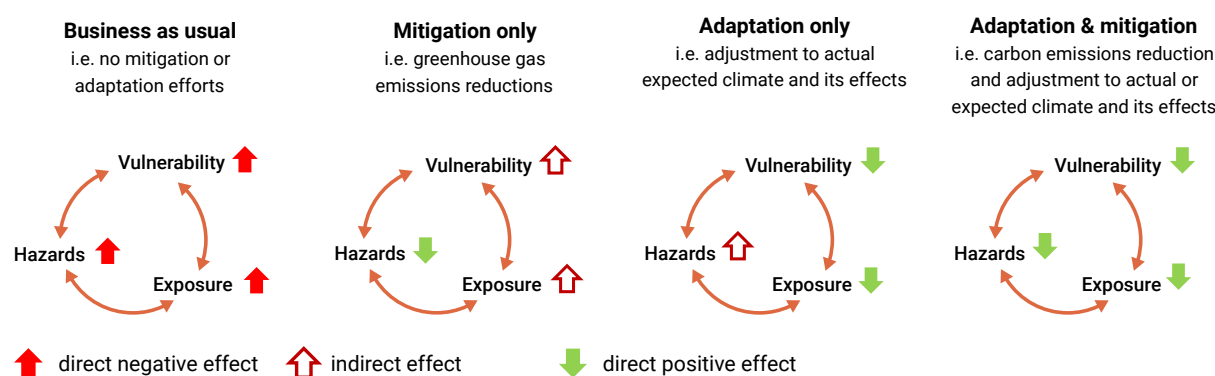 Business as usual
i.e. no mitigation or
adaptation efforts
Vulnerability
Hazards
Exposure
Mitigation only
i.e. greenhouse gas
emissions reductions
Vulnerability
Hazards
Exposure
Adaptation only
i.e. adjustment to actual
expected climate and its effects
Vulnerability
Hazards
Exposure
Adaptation & mitigation
i.e. carbon emissions reduction
and adjustment to actual or
expected climate and its effects
Vulnerability
Hazards
Exposure
direct negative effect
indirect effect
direct positive effect